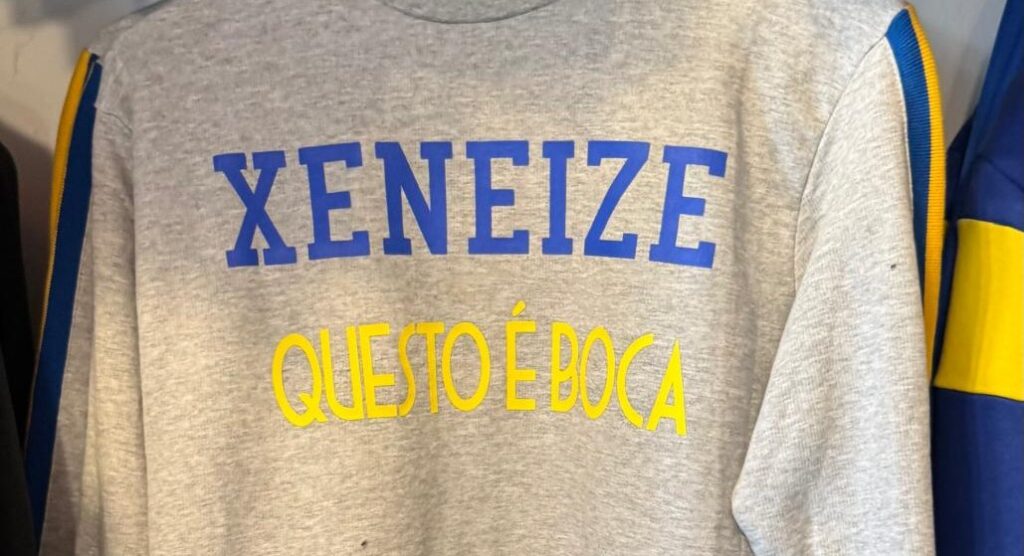 XENEIZE
QUESTO É BOCA